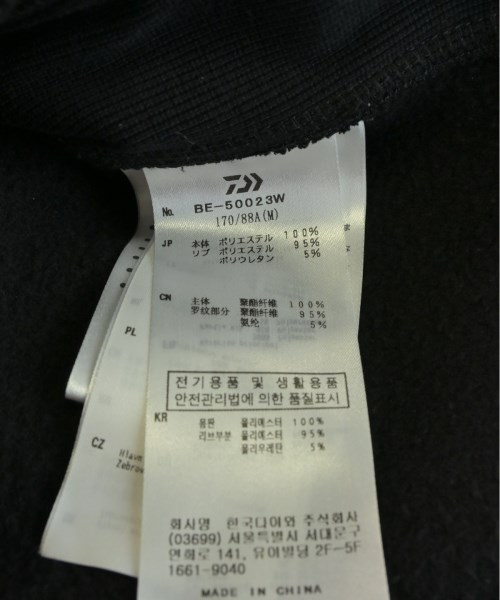 No. BE-50023W
170/88A(M)
JP 本体 ポリエステル 100%
リブ ポリエステル 95%
ポリウレタン 5%
CN 主体 聚酯纤维 100%
罗纹部分 聚酯纤维 95%
氨纶 5%
전기용품 및 생활용품
안전관리법에 의한 품질표시
KR 몸판 폴리에스터 100%
리브부분 폴리에스터 95%
폴리우레탄 5%
회사명 한국다이와 주식회사
(03699) 서울특별시 서대문구
연희로 141, 유여빌딩 2F-5F
1661-9040
MADE IN CHINA
PL
CZ Hlavn
Žebrov